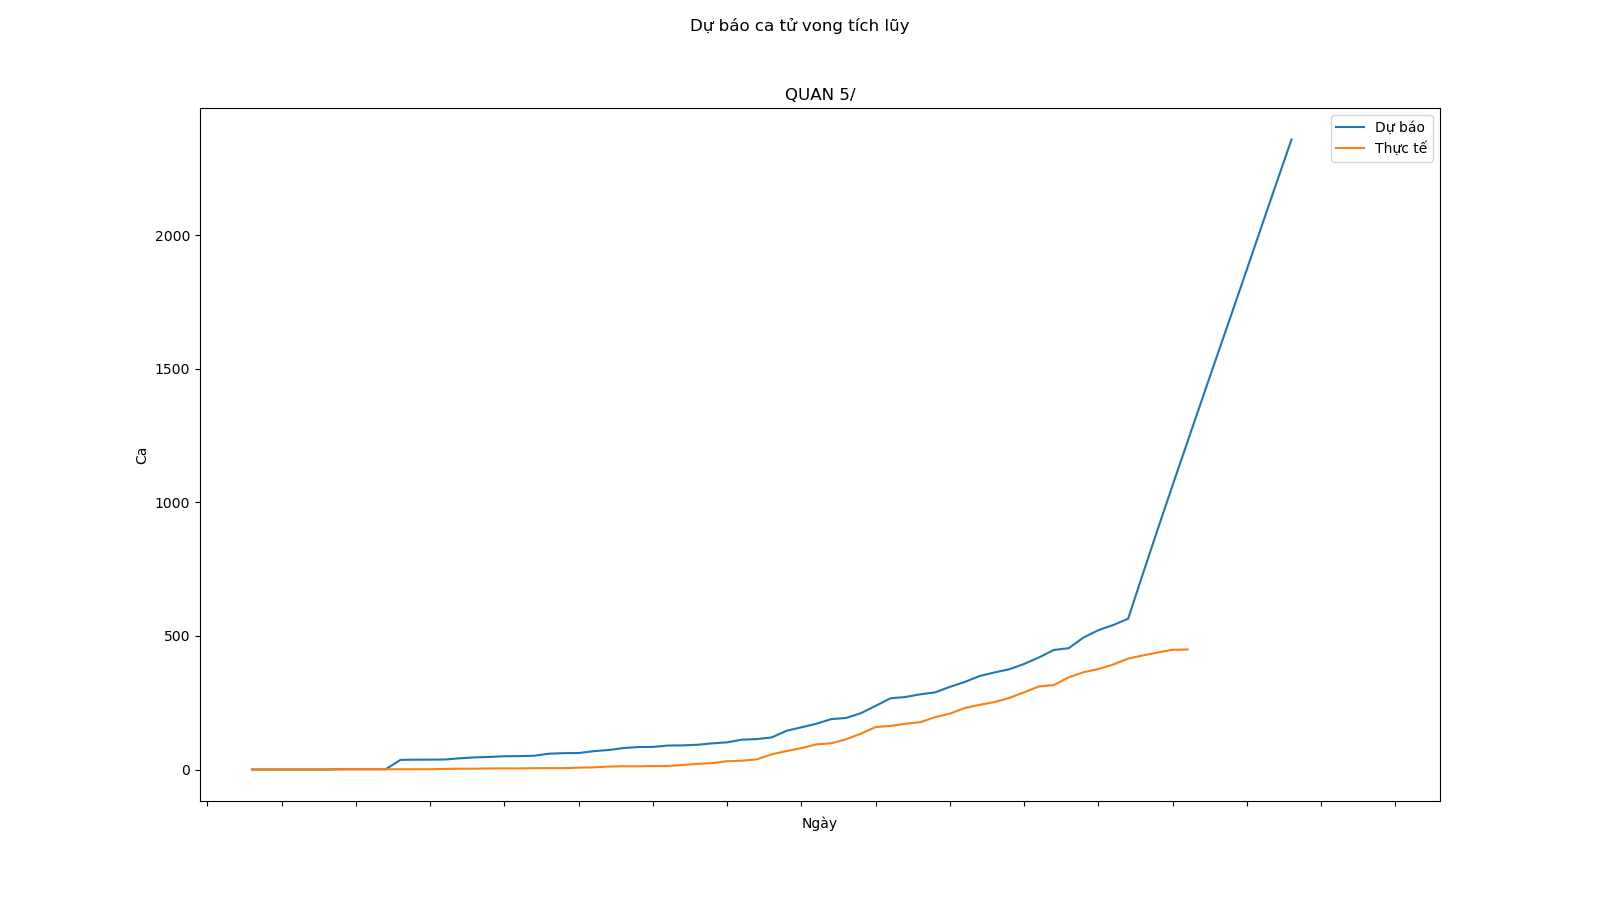 Dự báo ca tử vong tích lũy
QUAN 5/
Dự báo
Thực tế
2000
1500
1000
500
0
Ca
Ngày